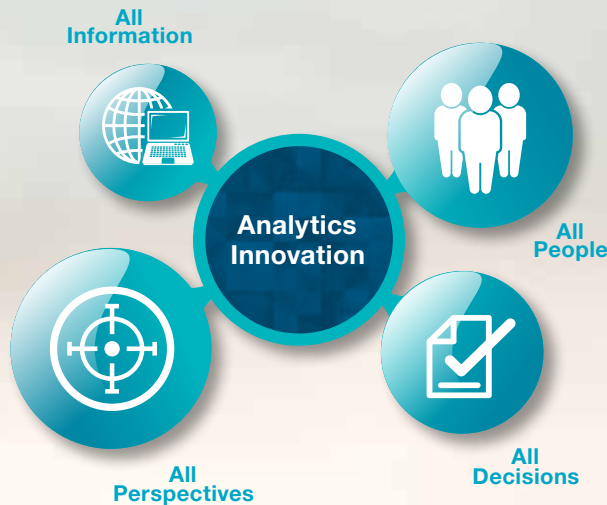 All
Information
All
People
Analytics
Innovation
All
Perspectives
All
Decisions